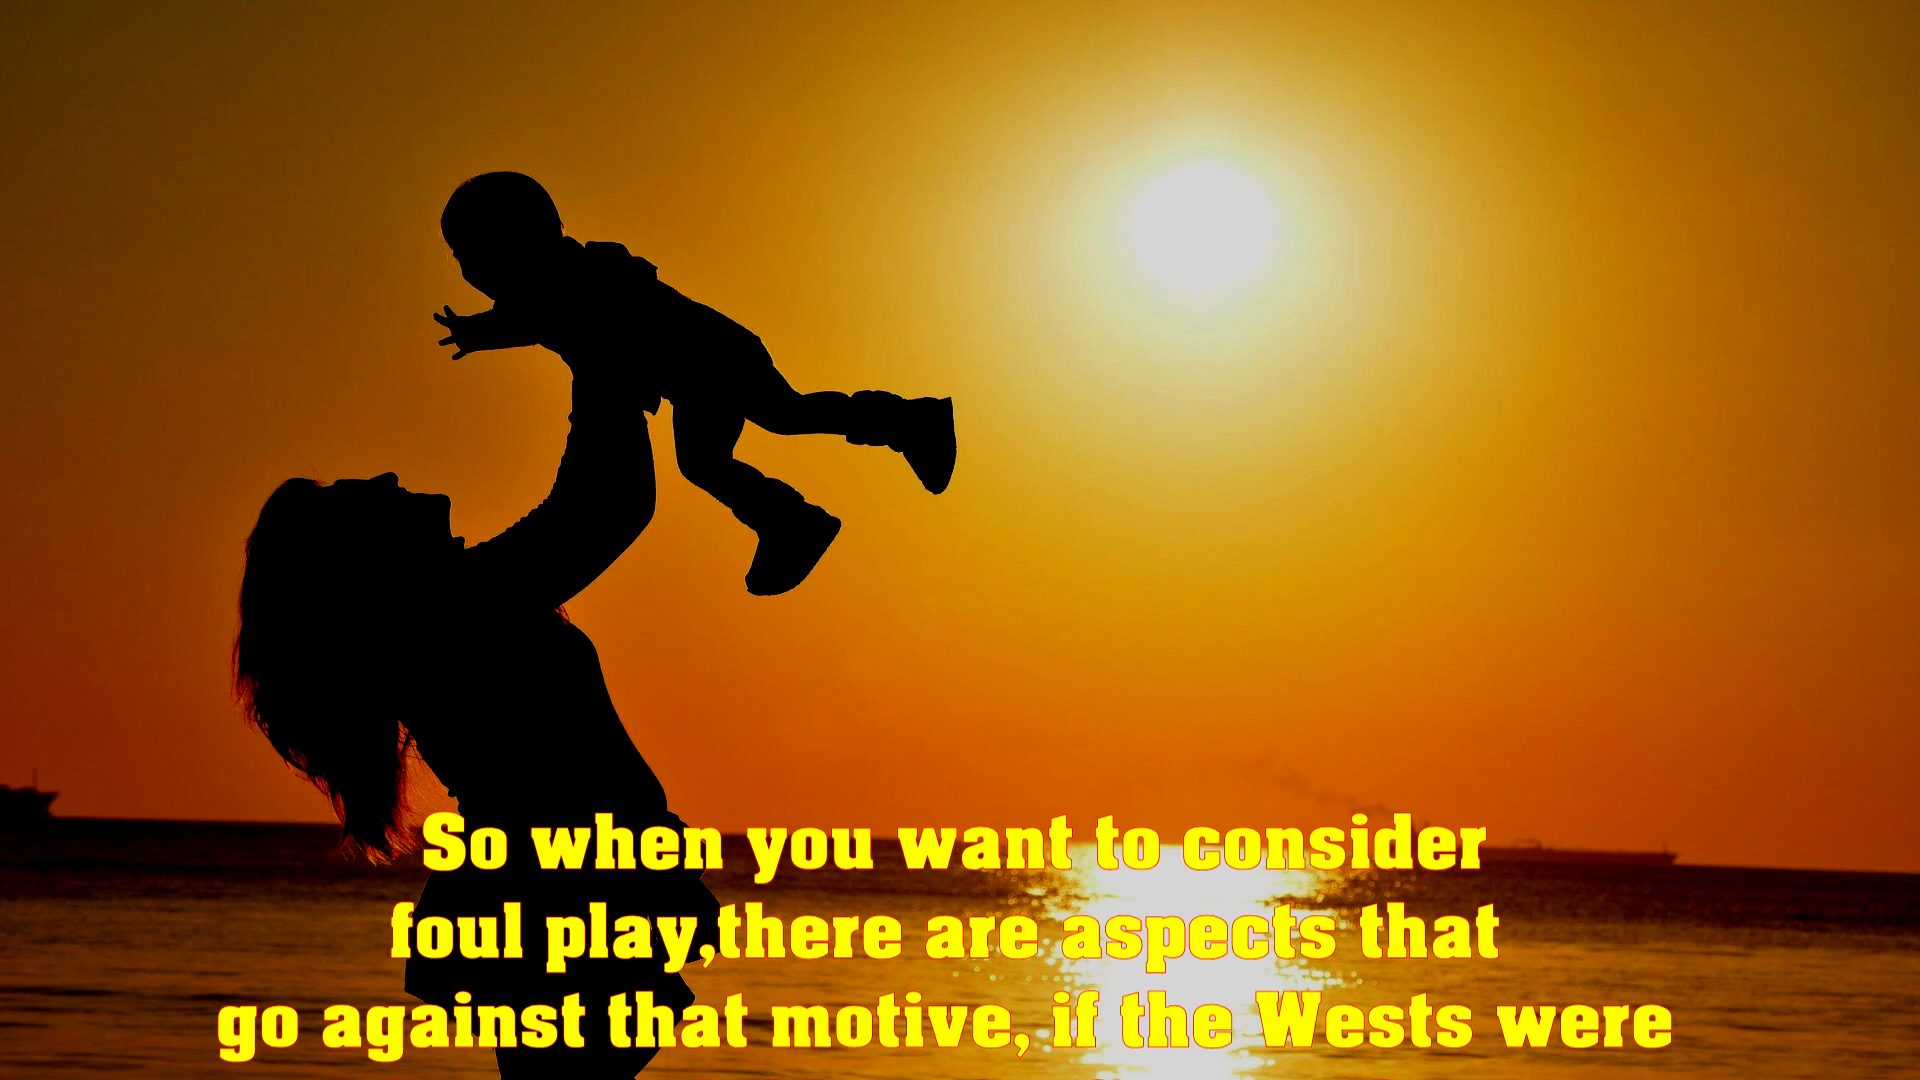 So when you want to consider
foul play,there are aspects that
go against that motive, if the Wests were